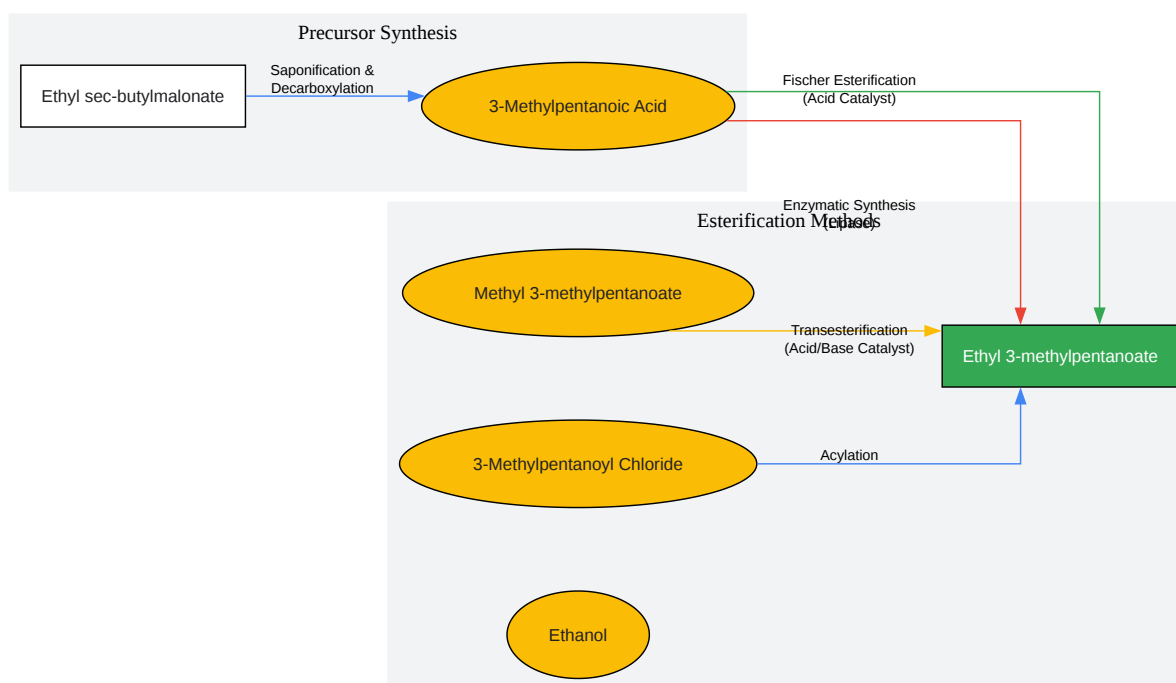 Precursor Synthesis
Ethyl sec-butylmalonate
Saponification &
Decarboxylation
3-Methylpentanoic Acid
Fischer Esterification
(Acid Catalyst)
Enzymatic Synthesis
(Lipase)
Esterification Methods
Methyl 3-methylpentanoate
Transesterification
(Acid/Base Catalyst)
Ethyl 3-methylpentanoate
3-Methylpentanoyl Chloride
Acylation
Ethanol